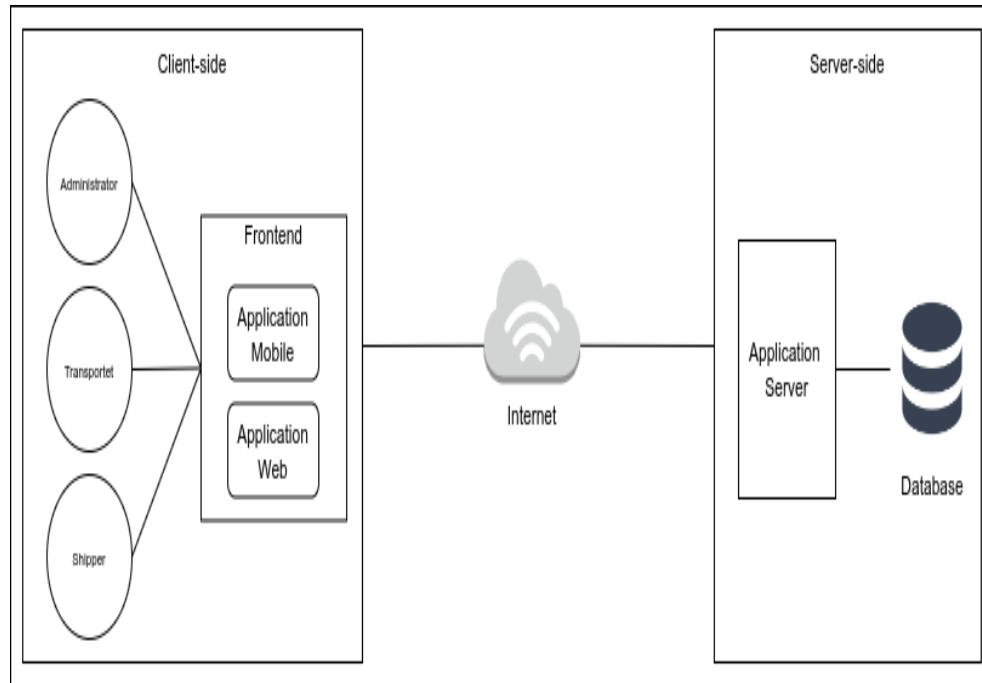 Client-side
Administrator
Transportet
Shipper
Frontend
Application
Mobile
Application
Web
Internet
Server-side
Application
Server
Database